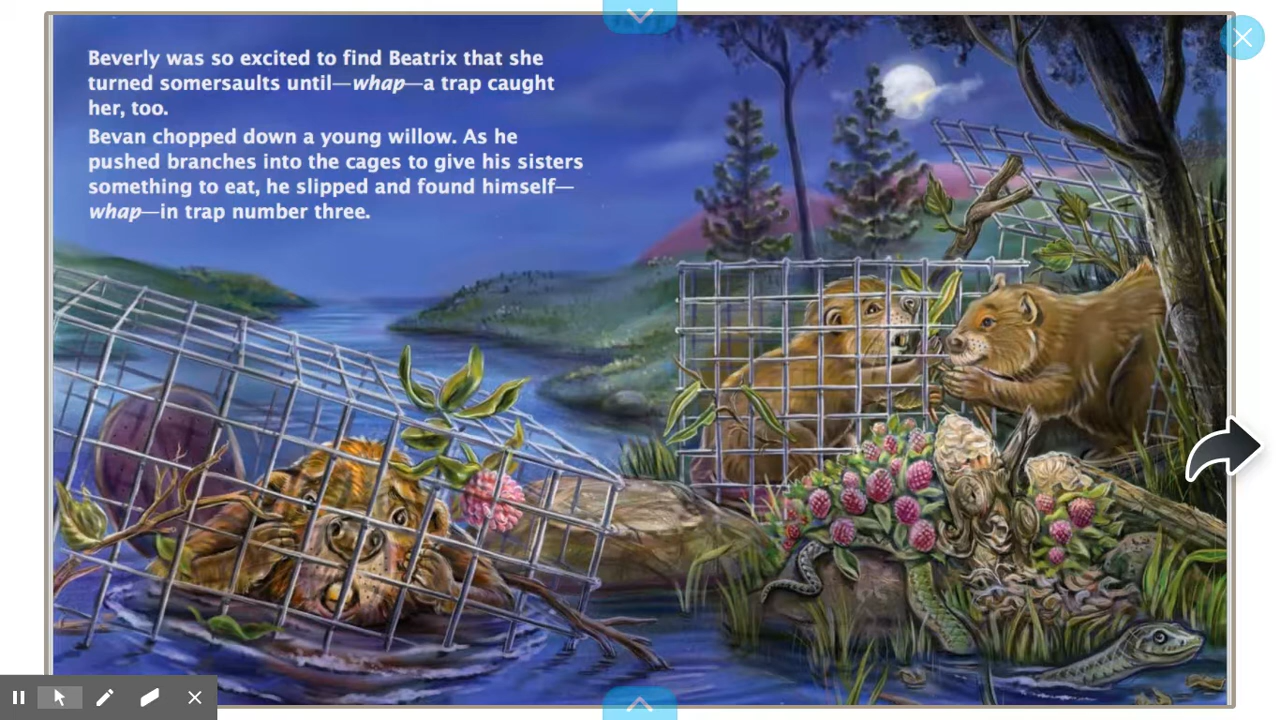 Beverly was so excited to find Beatrix that she
turned somersaults until—whap—a trap caught
her, too.
Bevan chopped down a young willow. As he
pushed branches into the cages to give his sisters
something to eat, he slipped and found himself—
whap—in trap number three.